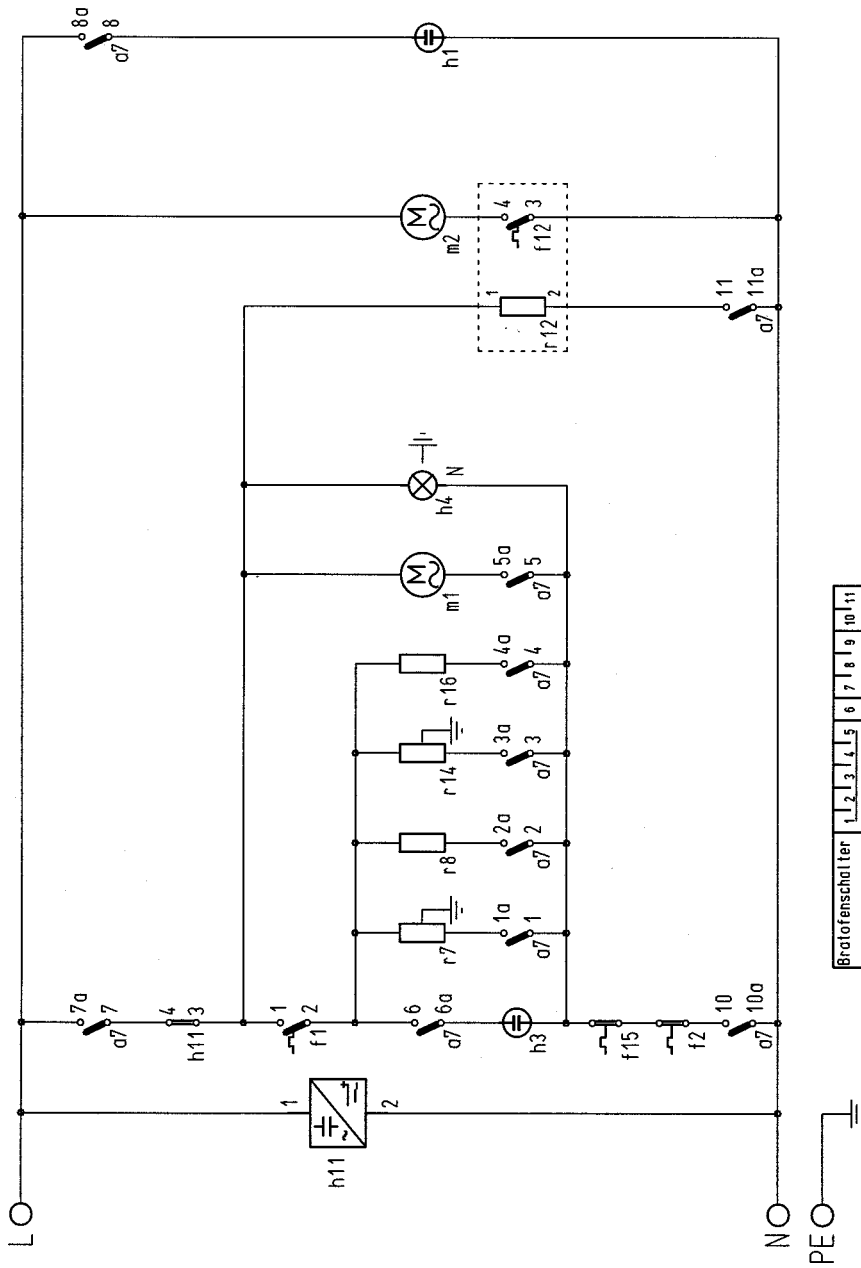 L
N
PE
h11
1
2
7a
7
a7
4
3
h11
1
2
f1
6
6a
a7
h3
f15
f2
10
10a
a7
r7
1a
1
a7
r8
2a
2
a7
r14
3a
3
a7
r16
4a
4
a7
m1
M
5a
5
a7
h4
N
r12
1
2
11
11a
a7
m2
M
4
3
f12
8a
8
a7
h1
Bratofenschalter 1 2 3 4 5 6 7 8 9 10 11